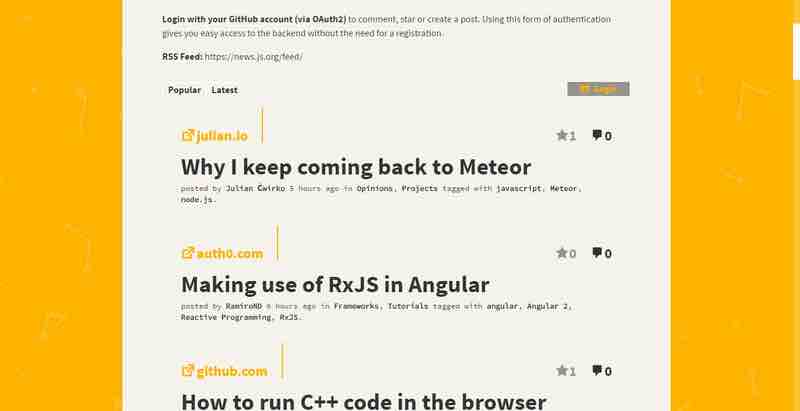 Login with your GitHub account (via OAuth2) to comment, star or create a post. Using this form of authentication
gives you easy access to the backend without the need for a registration.
RSS Feed: https://news.js.org/feed/
Popular Latest
Login
julian.io 1 0
Why I keep coming back to Meteor
posted by Julian Ćwirko 5 hours ago in Opinions, Projects tagged with javascript, Meteor,
node.js.
auth0.com 0 0
Making use of RxJS in Angular
posted by RamiroND 6 hours ago in Frameworks, Tutorials tagged with angular, Angular 2,
Reactive Programming, RxJS.
github.com 1 0
How to run C++ code in the browser